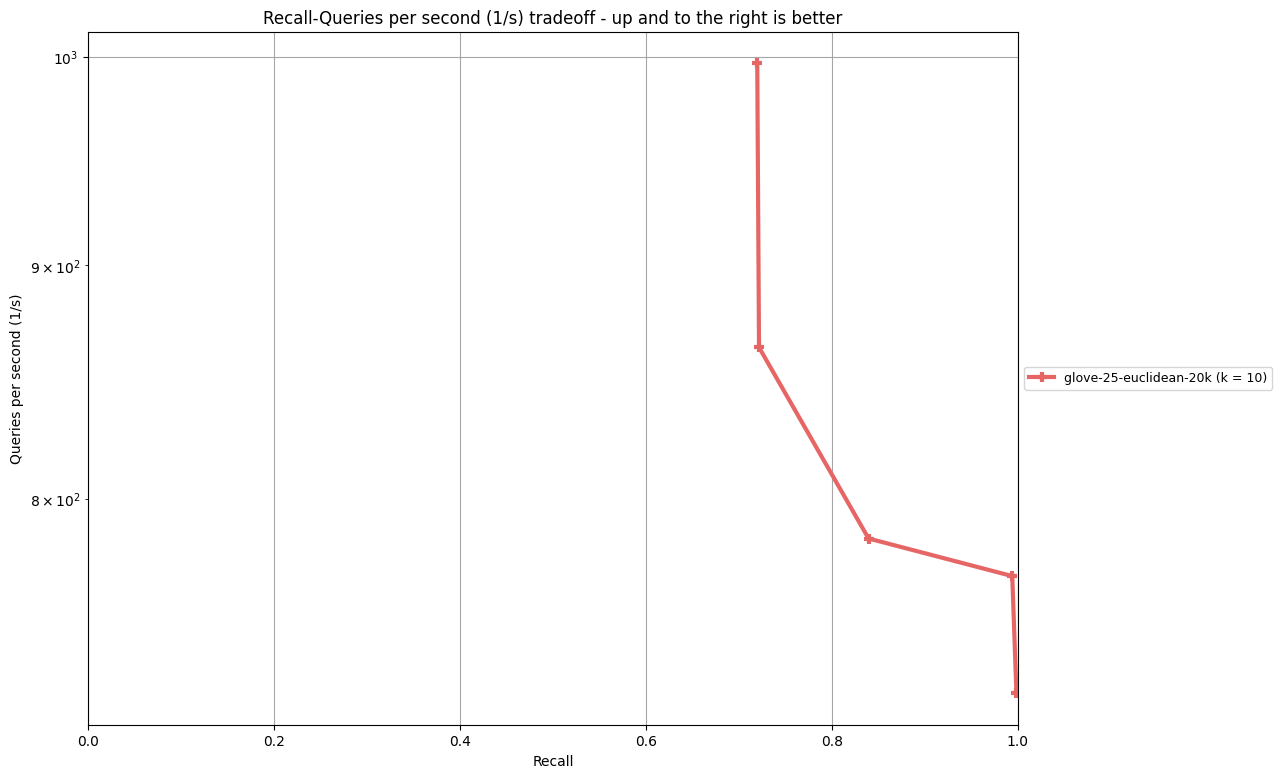 Recall-Queries per second (1/s) tradeoff - up and to the right is better
10³
9 × 10²
8 × 10²
Queries per second (1/s)
0.0 0.2 0.4 0.6 0.8 1.0
Recall
glove-25-euclidean-20k (k = 10)